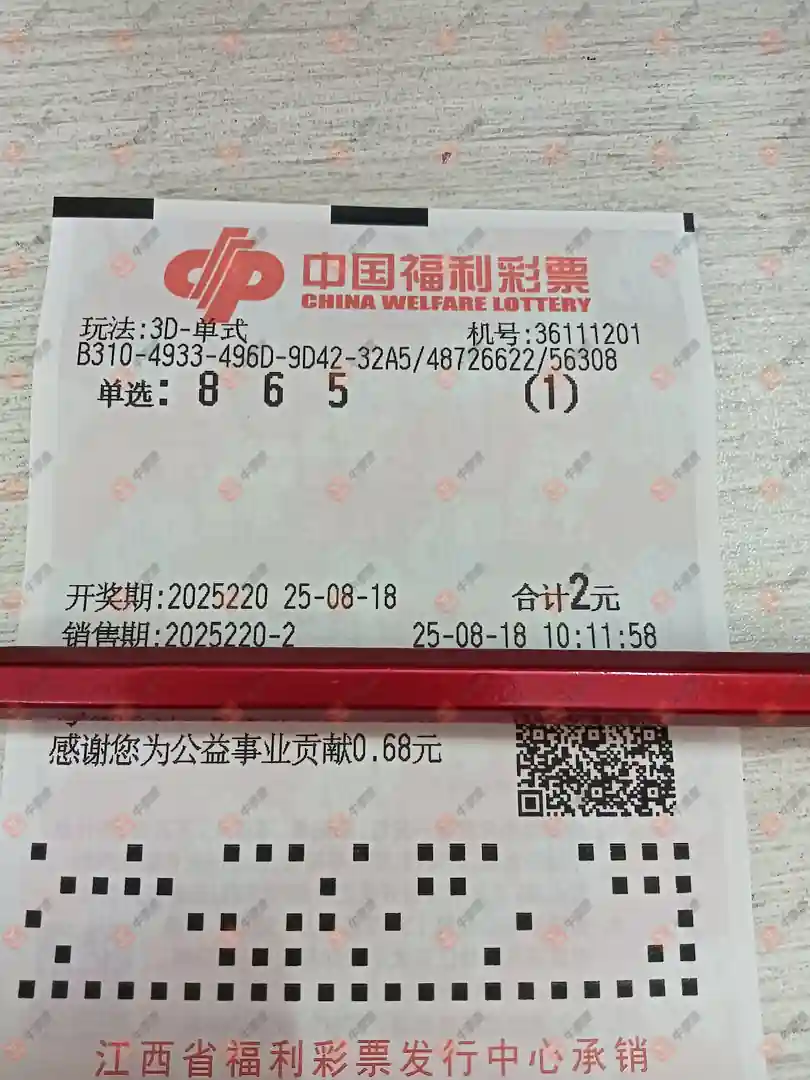 中国福利彩票
CHINA WELFARE LOTTERY
玩法:3D-单式 机号:36111201
B310-4933-496D-9D42-32A5/48726622/56308
单选: 8 6 5 (1)
开奖期:2025220 25-08-18 合计2元
销售期:2025220-2 25-08-18 10:11:58
感谢您为公益事业贡献0.68元
江西省福利彩票发行中心承销